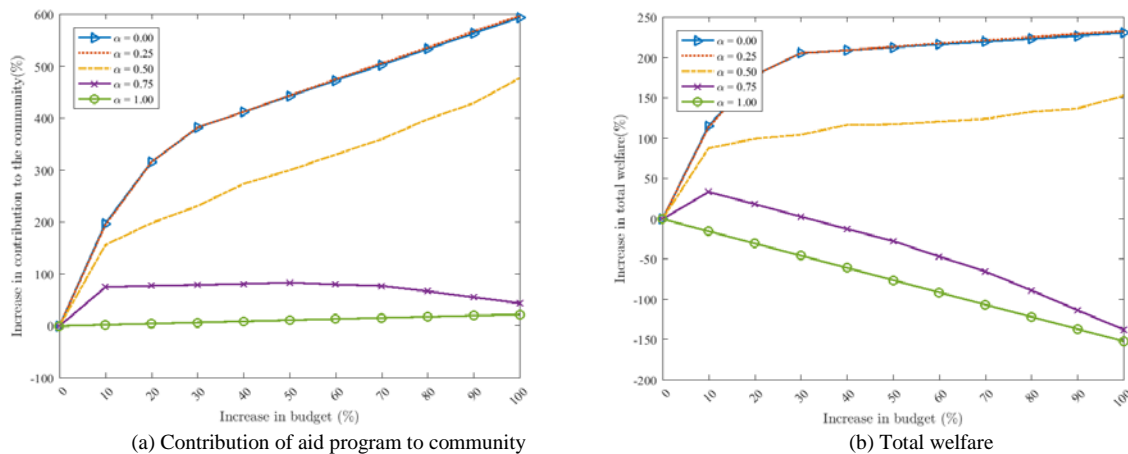 600
500
400
300
200
100
0
-100
Increase in contribution to the community(%)
α = 0.00
α = 0.25
α = 0.50
α = 0.75
α = 1.00
0 10 20 30 40 50 60 70 80 90 100
Increase in budget (%)
(a) Contribution of aid program to community
250
200
150
100
50
0
-50
-100
-150
-200
Increase in total welfare(%)
α = 0.00
α = 0.25
α = 0.50
α = 0.75
α = 1.00
0 10 20 30 40 50 60 70 80 90 100
Increase in budget (%)
(b) Total welfare